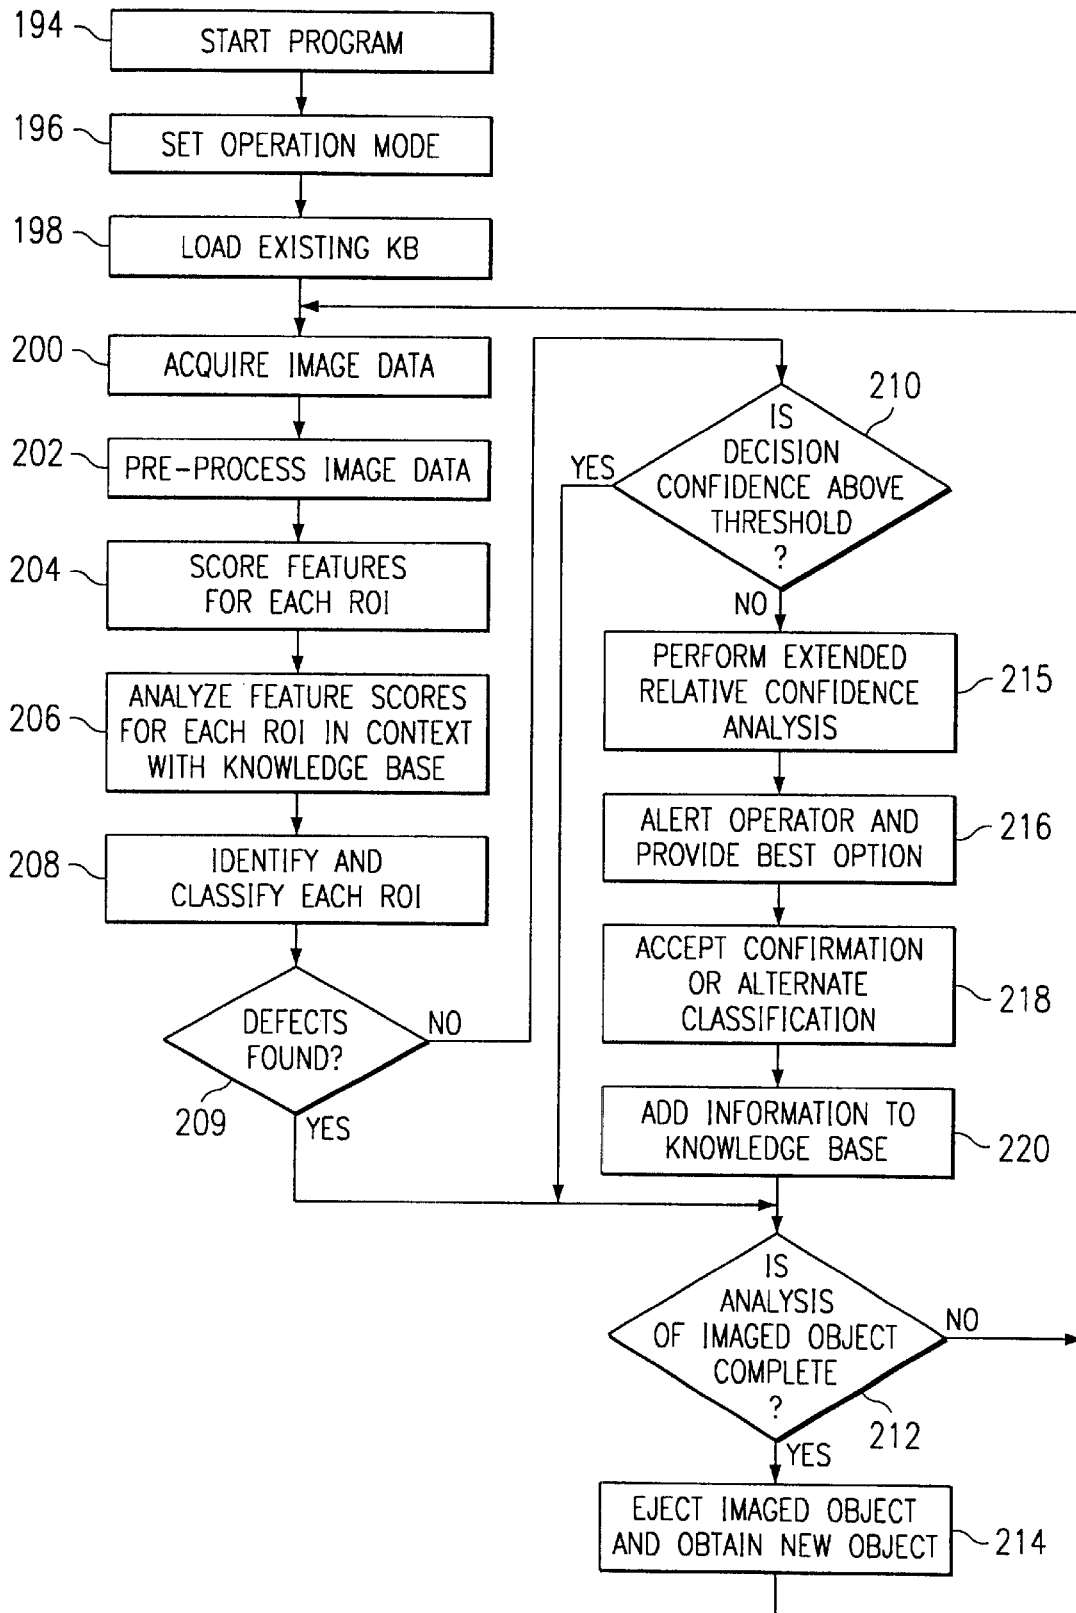 194
START PROGRAM
196
SET OPERATION MODE
198
LOAD EXISTING KB
200
ACQUIRE IMAGE DATA
202
PRE-PROCESS IMAGE DATA
204
SCORE FEATURES
FOR EACH ROI
206
ANALYZE FEATURE SCORES
FOR EACH ROI IN CONTEXT
WITH KNOWLEDGE BASE
208
IDENTIFY AND
CLASSIFY EACH ROI
DEFECTS
FOUND?
NO
209
YES
210
IS
DECISION
CONFIDENCE ABOVE
THRESHOLD
?
YES
NO
PERFORM EXTENDED
RELATIVE CONFIDENCE
ANALYSIS
215
ALERT OPERATOR AND
PROVIDE BEST OPTION
216
ACCEPT CONFIRMATION
OR ALTERNATE
CLASSIFICATION
218
ADD INFORMATION TO
KNOWLEDGE BASE
220
IS
ANALYSIS
OF IMAGED OBJECT
COMPLETE
?
NO
212
YES
EJECT IMAGED OBJECT
AND OBTAIN NEW OBJECT
214